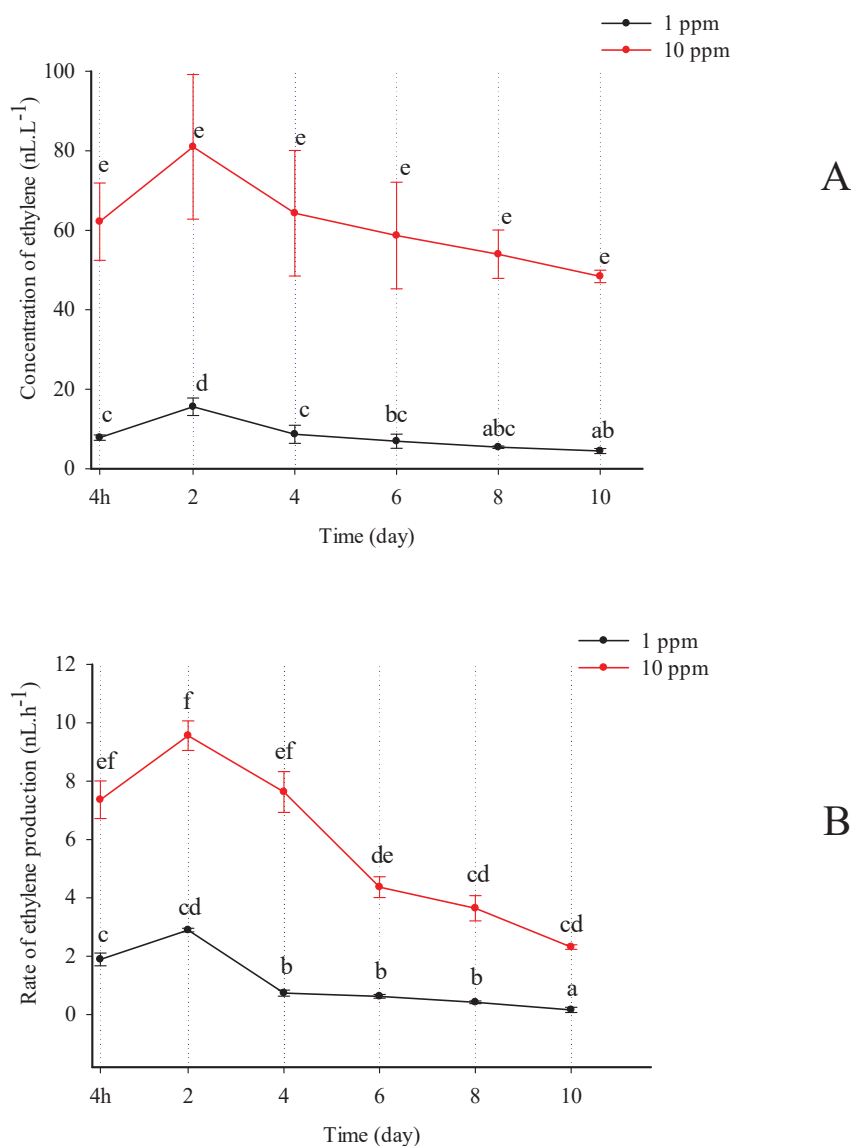 1 ppm
10 ppm
100
80
60
40
20
0
Concentration of ethylene (nL.L⁻¹)
e e e e e e
c d c bc abc ab
4h 2 4 6 8 10
Time (day)
A
1 ppm
10 ppm
12
10
8
6
4
2
0
Rate of ethylene production (nL.h⁻¹)
ef f ef de cd cd
c cd b b b a
4h 2 4 6 8 10
Time (day)
B